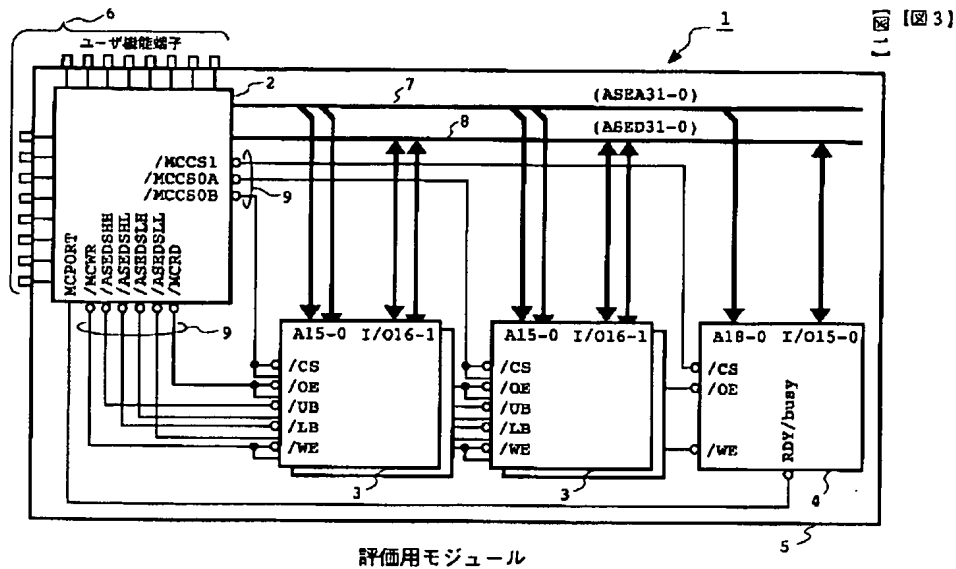 【図1】
【図3】
6
ユーザ機能端子
1
2
7
(ASEA31-0)
8
(ASED31-0)
/MCCS1
/MCCS0A
/MCCS0B
9
MCPORT
/MCWR
/ASEDSHH
/ASEDSHL
/ASEDSLH
/ASEDSLL
/MCRD
9
A15-0 I/O16-1
/CS
/OE
/UB
/LB
/WE
3
A15-0 I/O16-1
/CS
/OE
/UB
/LB
/WE
3
A18-0 I/O15-0
/CS
/OE
/WE
RDY/busy
4
5
評価用モジュール